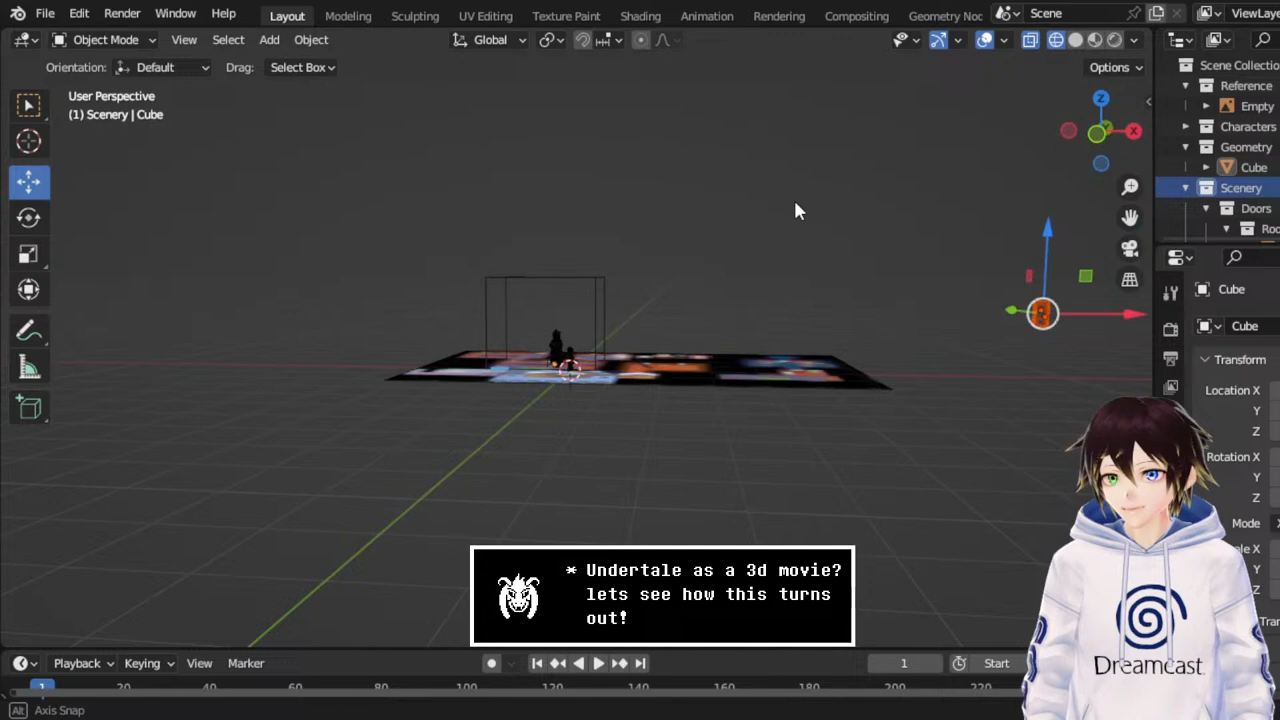 File Edit Render Window Help Layout Modeling Sculpting UV Editing Texture Paint Shading Animation Rendering Compositing Geometry Noc Scene ViewLaye
Object Mode View Select Add Object Global
Orientation: Default Drag: Select Box Options
User Perspective
(1) Scenery | Cube
Z
X
Scene Collectio
Reference
Empty
Characters
Geometry
Cube
Scenery
Doors
Roo
Cube
Cube
Transform
Location X
Y
Z
Rotation X
Y
Z
Mode
le X
* Undertale as a 3d movie?
lets see how this turns
out!
Dreamcast
Playback Keying View Marker 1 Start
1 20 40 60 80 100 120 140 160 180 200 220
Alt Axis Snap